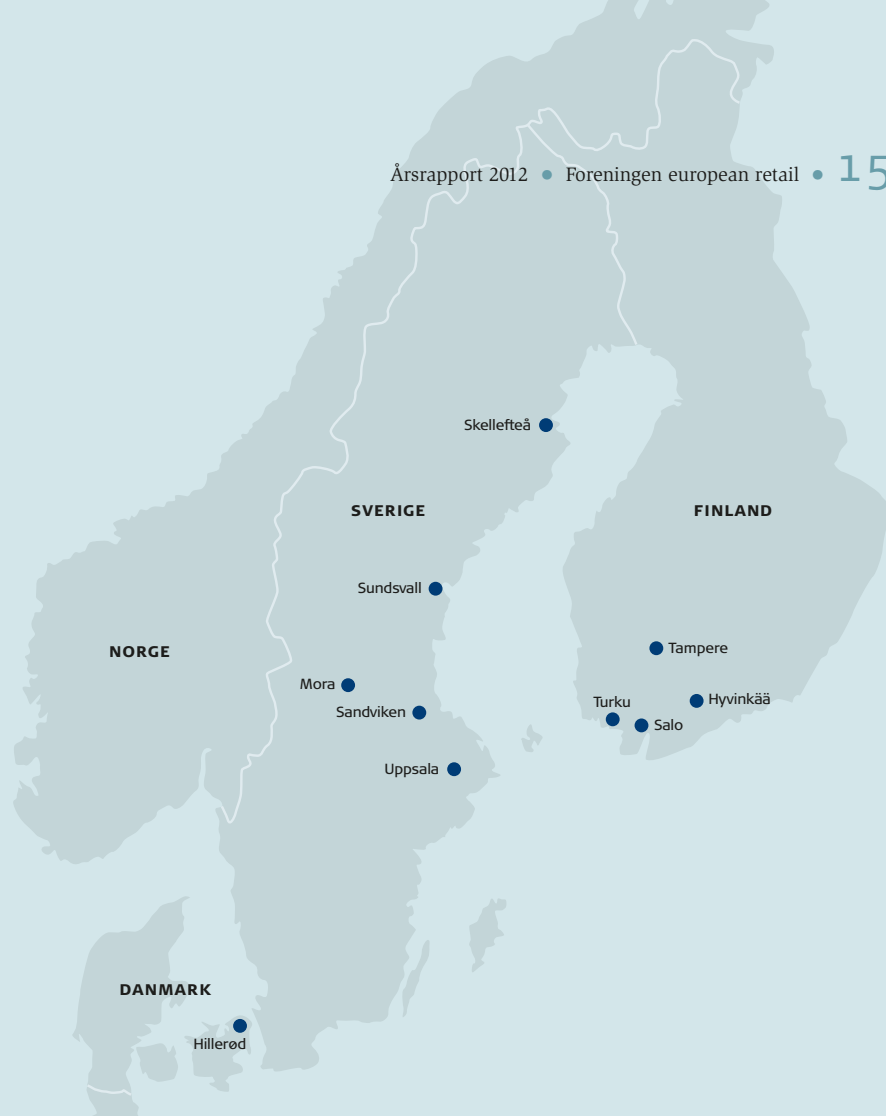 Årsrapport 2012 • Foreningen european retail • 15
Skellefteå
SVERIGE
FINLAND
Sundsvall
NORGE
Tampere
Mora
Sandviken
Turku
Hyvinkää
Salo
Uppsala
DANMARK
Hillerød